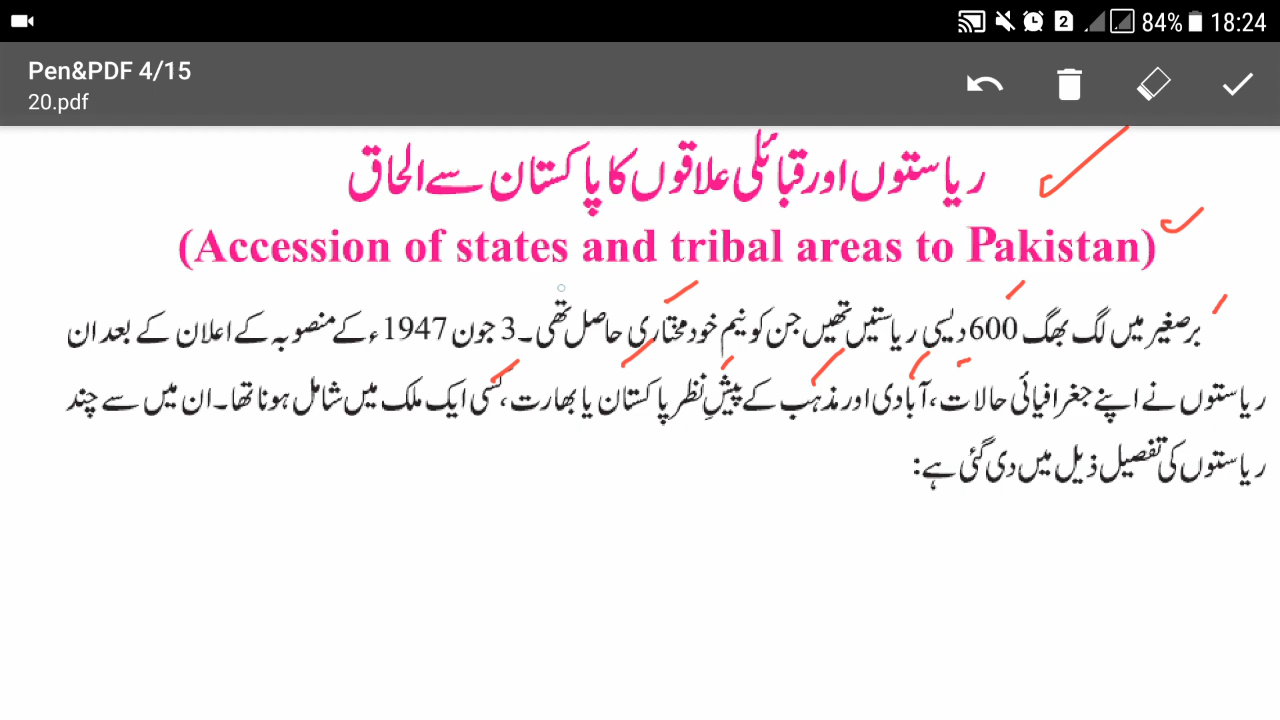 2 84% 18:24
Pen&PDF 4/15
20.pdf
ریاستوں اور قبائلی علاقوں کا پاکستان سے الحاق
(Accession of states and tribal areas to Pakistan)
برصغیر میں لگ بھگ 600 دیسی ریاستیں تھیں جن کو نیم خود مختاری حاصل تھی۔ 3 جون 1947ء کے منصوبہ کے اعلان کے بعد ان
ریاستوں نے اپنے جغرافیائی حالات، آبادی اور مذہب کے پیشِ نظر پاکستان یا بھارت، کسی ایک ملک میں شامل ہونا تھا۔ ان میں سے چند
ریاستوں کی تفصیل ذیل میں دی گئی ہے: